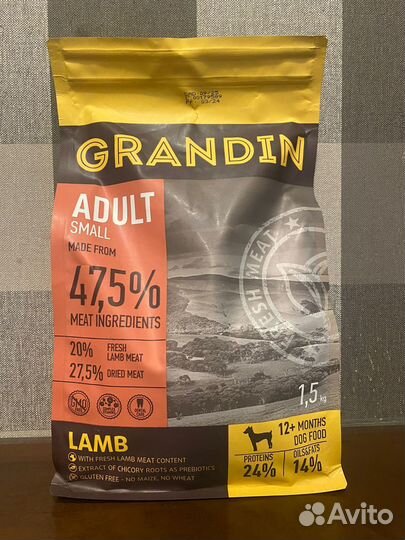 GRANDIN
ADULT
SMALL
MADE FROM
47,5%
MEAT INGREDIENTS
20% FRESH LAMB MEAT
27,5% DRIED MEAT
FRESH MEAT
1,5 kg
LAMB
WITH FRESH LAMB MEAT CONTENT
EXTRACT OF CHICORY ROOTS AS PREBIOTICS
GLUTEN FREE - NO MAIZE, NO WHEAT
12+ MONTHS
DOG FOOD
PROTEINS 24%
OILS&FATS 14%
Avito